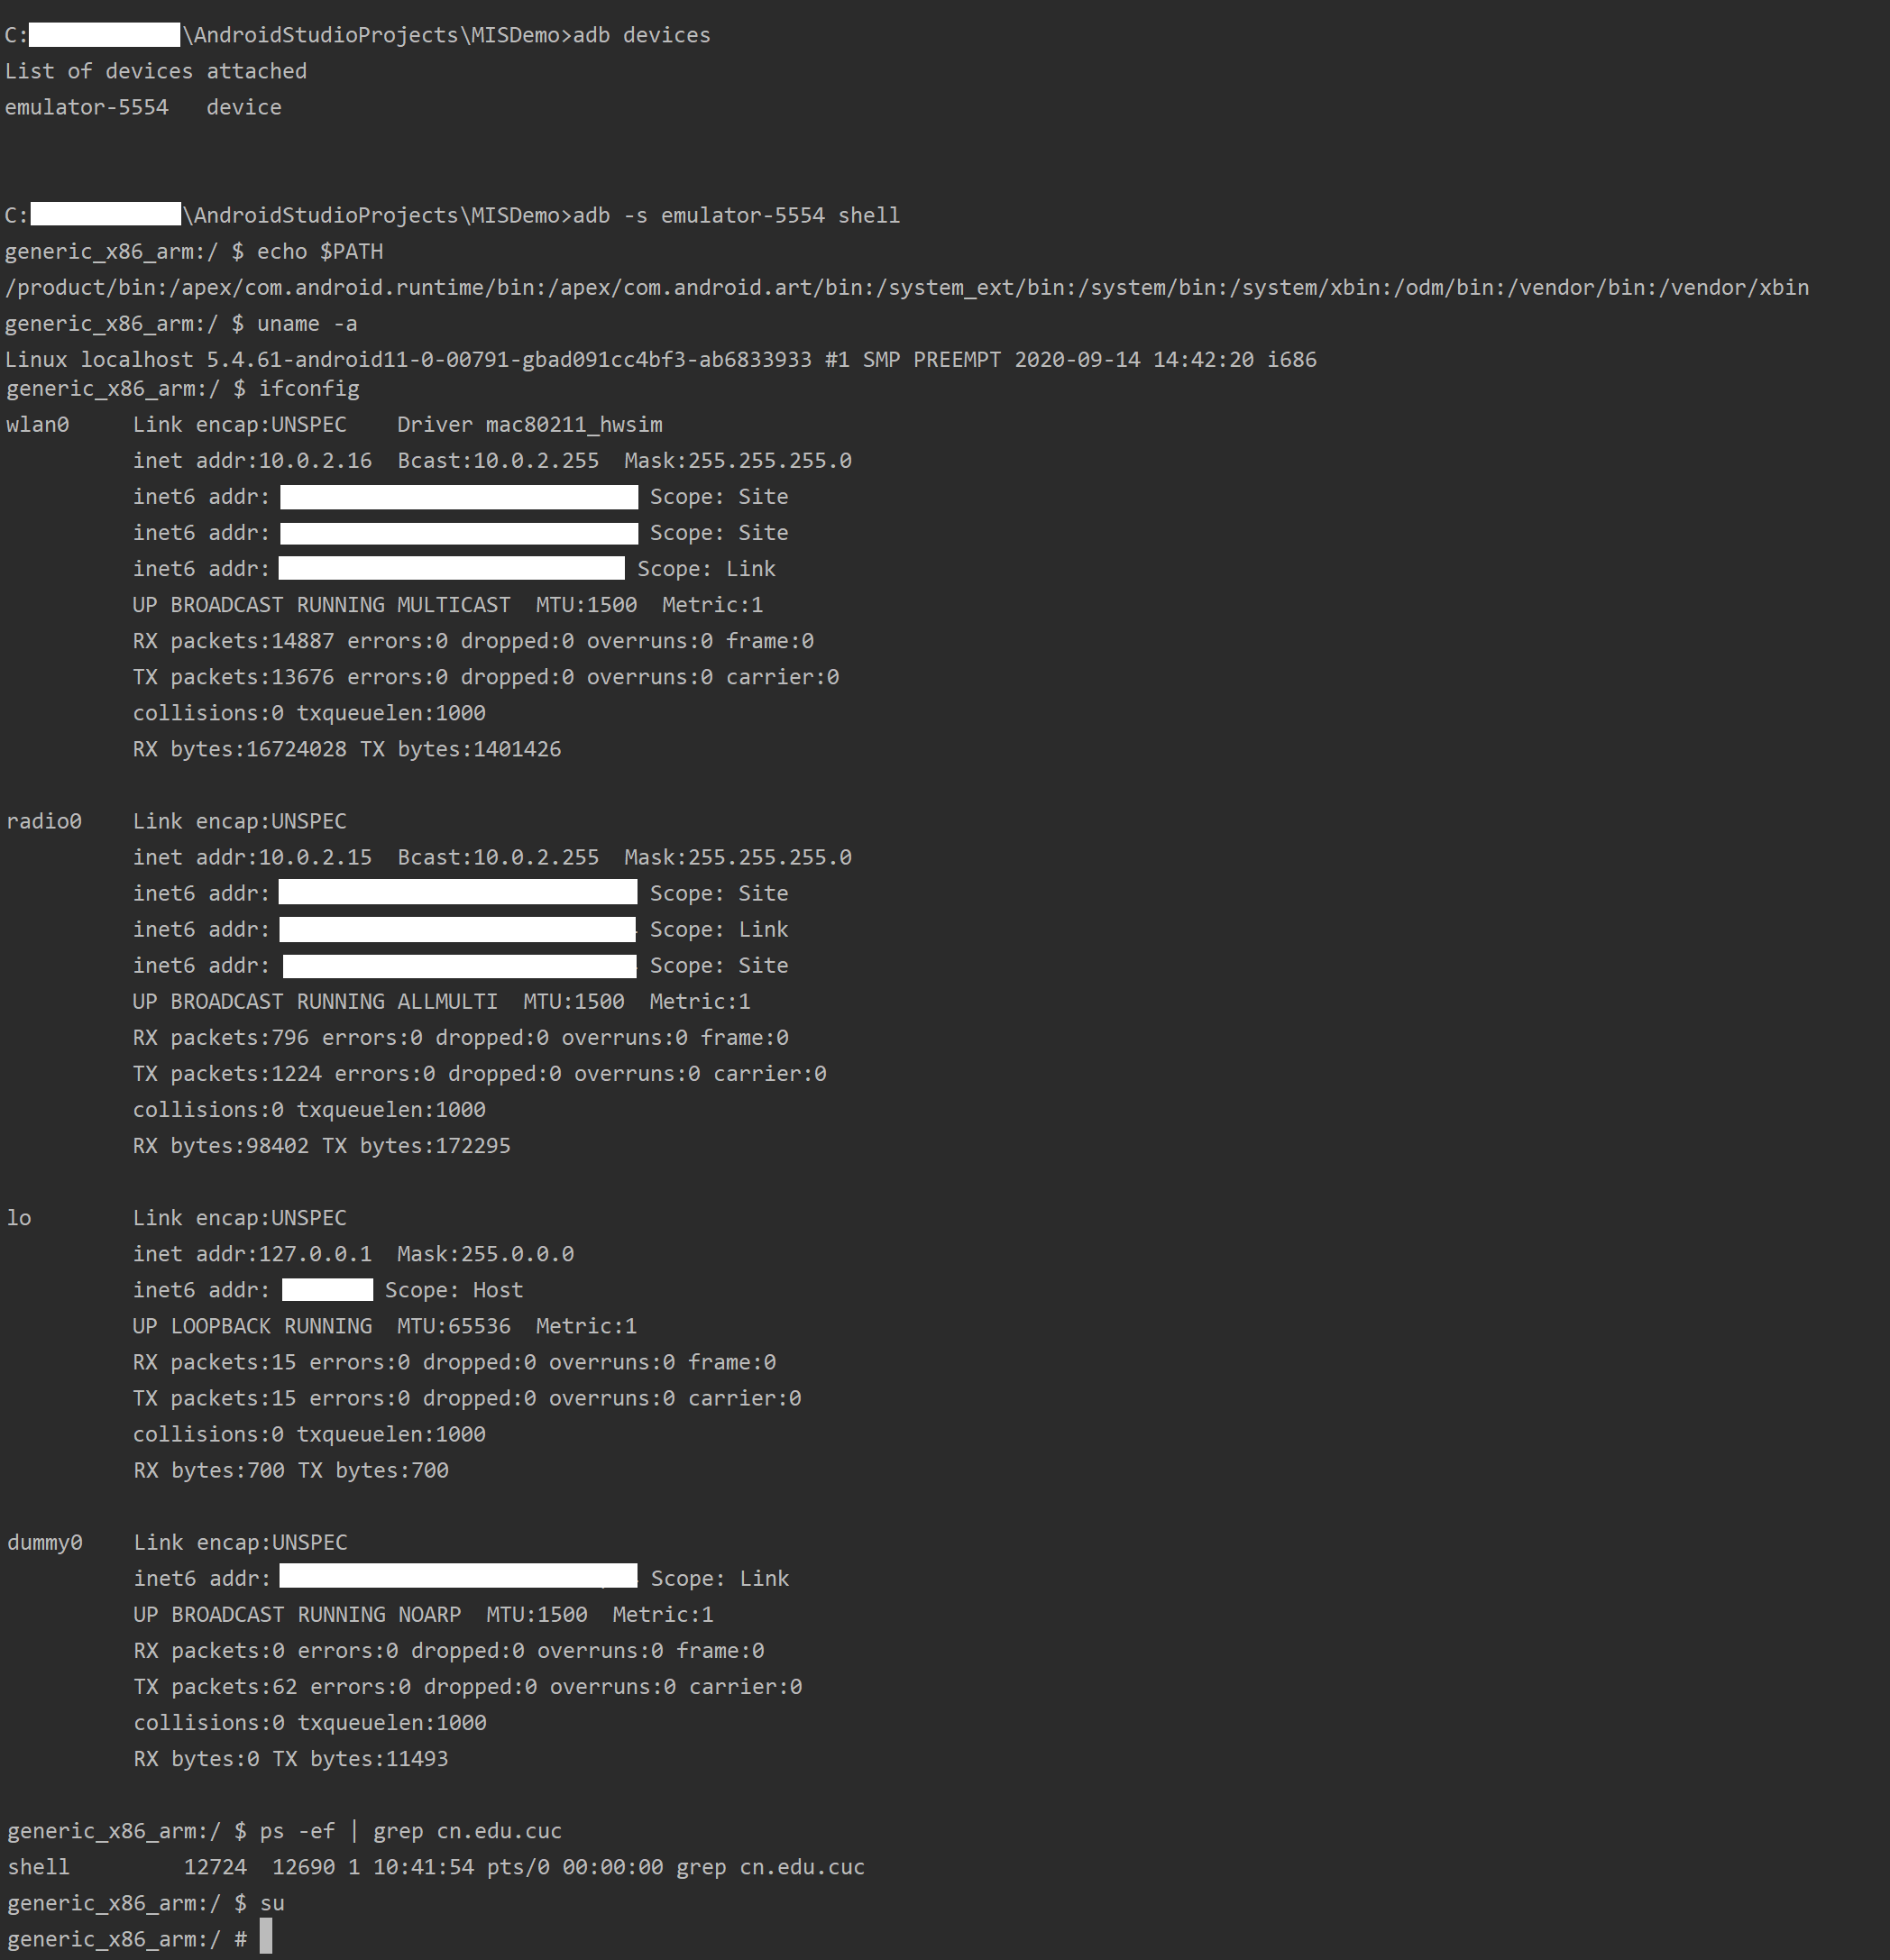 C:\AndroidStudioProjects\MISDemo>adb devices
List of devices attached
emulator-5554   device
C:\AndroidStudioProjects\MISDemo>adb -s emulator-5554 shell
generic_x86_arm:/ $ echo $PATH
/product/bin:/apex/com.android.runtime/bin:/apex/com.android.art/bin:/system_ext/bin:/system/bin:/system/xbin:/odm/bin:/vendor/bin:/vendor/xbin
generic_x86_arm:/ $ uname -a
Linux localhost 5.4.61-android11-0-00791-gbad091cc4bf3-ab6833933 #1 SMP PREEMPT 2020-09-14 14:42:20 i686
generic_x86_arm:/ $ ifconfig
wlan0     Link encap:UNSPEC    Driver mac80211_hwsim
          inet addr:10.0.2.16  Bcast:10.0.2.255  Mask:255.255.255.0
          inet6 addr: Scope: Site
          inet6 addr: Scope: Site
          inet6 addr: Scope: Link
          UP BROADCAST RUNNING MULTICAST  MTU:1500  Metric:1
          RX packets:14887 errors:0 dropped:0 overruns:0 frame:0
          TX packets:13676 errors:0 dropped:0 overruns:0 carrier:0
          collisions:0 txqueuelen:1000
          RX bytes:16724028 TX bytes:1401426
radio0    Link encap:UNSPEC
          inet addr:10.0.2.15  Bcast:10.0.2.255  Mask:255.255.255.0
          inet6 addr: Scope: Site
          inet6 addr: Scope: Link
          inet6 addr: Scope: Site
          UP BROADCAST RUNNING ALLMULTI  MTU:1500  Metric:1
          RX packets:796 errors:0 dropped:0 overruns:0 frame:0
          TX packets:1224 errors:0 dropped:0 overruns:0 carrier:0
          collisions:0 txqueuelen:1000
          RX bytes:98402 TX bytes:172295
lo        Link encap:UNSPEC
          inet addr:127.0.0.1  Mask:255.0.0.0
          inet6 addr: Scope: Host
          UP LOOPBACK RUNNING  MTU:65536  Metric:1
          RX packets:15 errors:0 dropped:0 overruns:0 frame:0
          TX packets:15 errors:0 dropped:0 overruns:0 carrier:0
          collisions:0 txqueuelen:1000
          RX bytes:700 TX bytes:700
dummy0    Link encap:UNSPEC
          inet6 addr: Scope: Link
          UP BROADCAST RUNNING NOARP  MTU:1500  Metric:1
          RX packets:0 errors:0 dropped:0 overruns:0 frame:0
          TX packets:62 errors:0 dropped:0 overruns:0 carrier:0
          collisions:0 txqueuelen:1000
          RX bytes:0 TX bytes:11493
generic_x86_arm:/ $ ps -ef | grep cn.edu.cuc
shell         12724  12690 1 10:41:54 pts/0 00:00:00 grep cn.edu.cuc
generic_x86_arm:/ $ su
generic_x86_arm:/ #